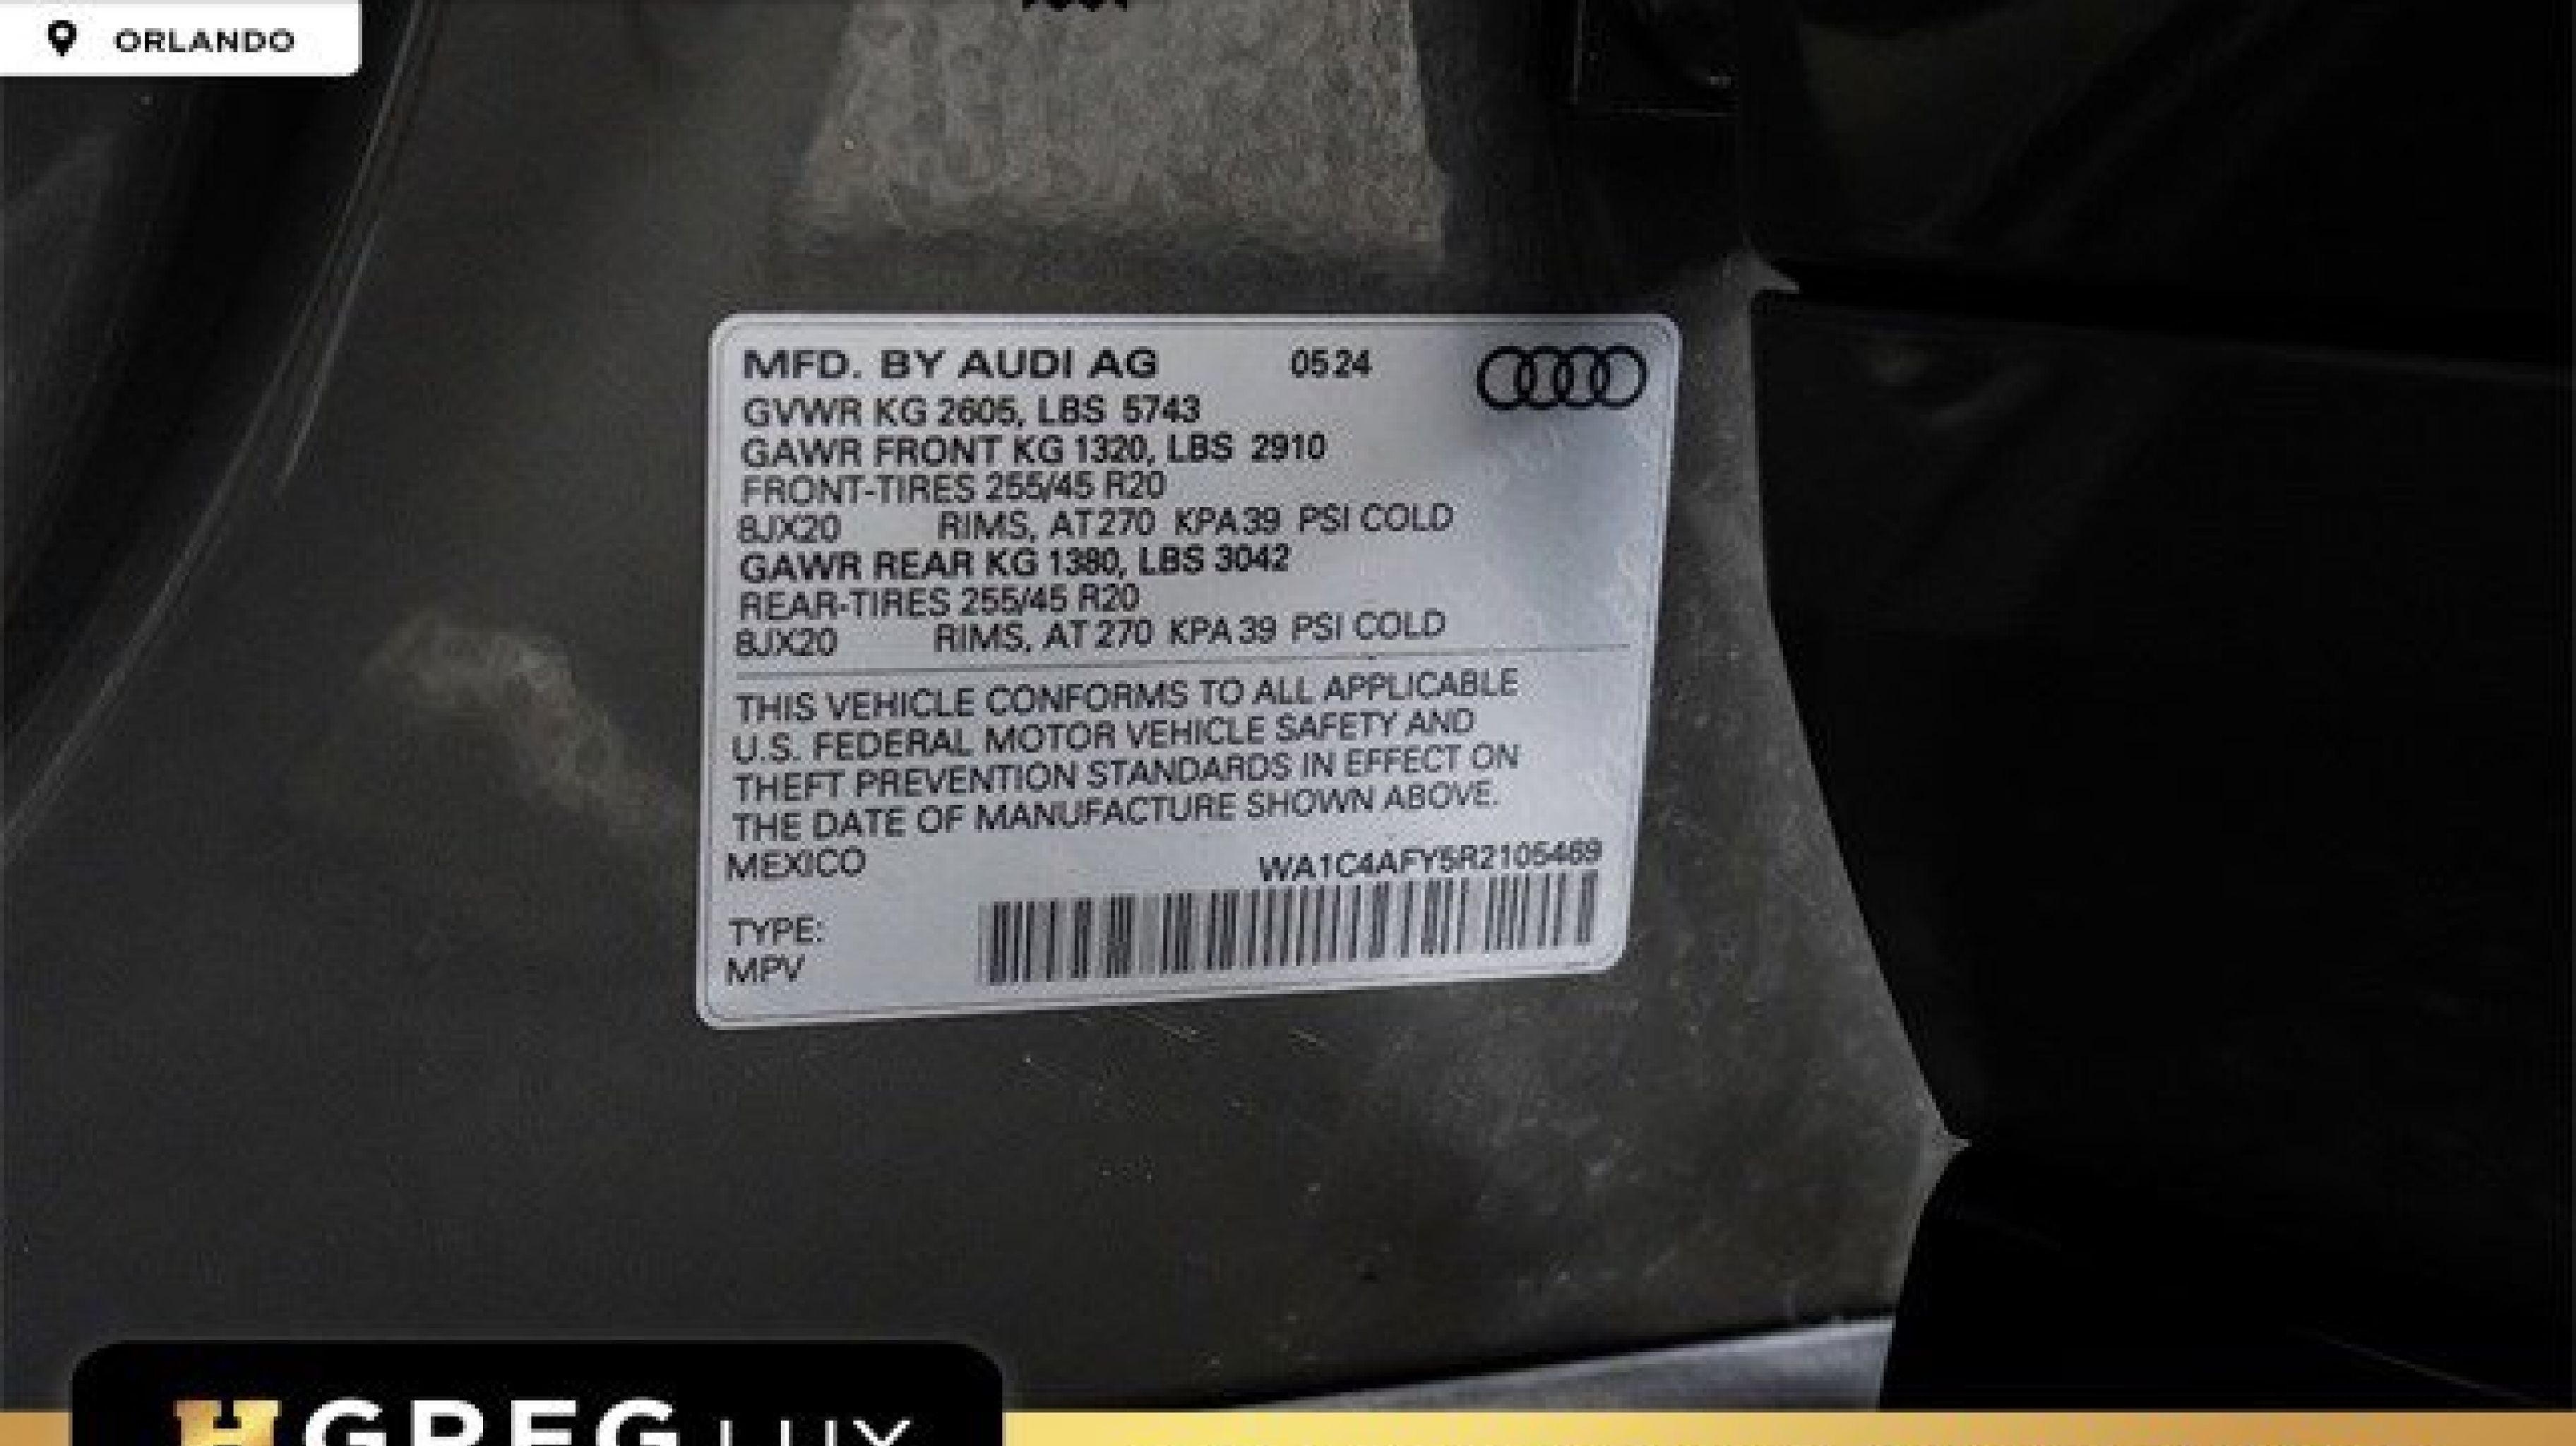 ORLANDO
MFD. BY AUDI AG 0524
GVWR KG 2605, LBS 5743
GAWR FRONT KG 1320, LBS 2910
FRONT-TIRES 255/45 R20
8JX20 RIMS, AT 270 KPA 39 PSI COLD
GAWR REAR KG 1380, LBS 3042
REAR-TIRES 255/45 R20
8JX20 RIMS, AT 270 KPA 39 PSI COLD
THIS VEHICLE CONFORMS TO ALL APPLICABLE
U.S. FEDERAL MOTOR VEHICLE SAFETY AND
THEFT PREVENTION STANDARDS IN EFFECT ON
THE DATE OF MANUFACTURE SHOWN ABOVE.
MEXICO WA1C4AFY5R2105469
TYPE:
MPV
HGREG LUX